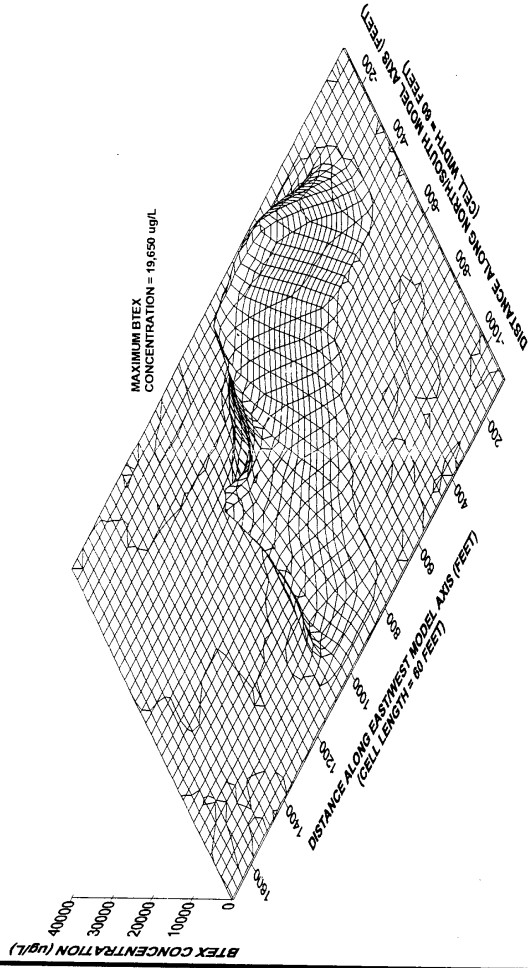 MAXIMUM BTEX
CONCENTRATION = 19,650 ug/L
BTEX CONCENTRATION (ug/L)
40000
30000
20000
10000
0
1600
1400
1200
1000
800
600
400
200
DISTANCE ALONG EAST/WEST MODEL AXIS (FEET)
(CELL LENGTH = 60 FEET)
-1000
-800
-600
-400
-200
DISTANCE ALONG NORTH/SOUTH MODEL AXIS (FEET)
(CELL WIDTH = 60 FEET)